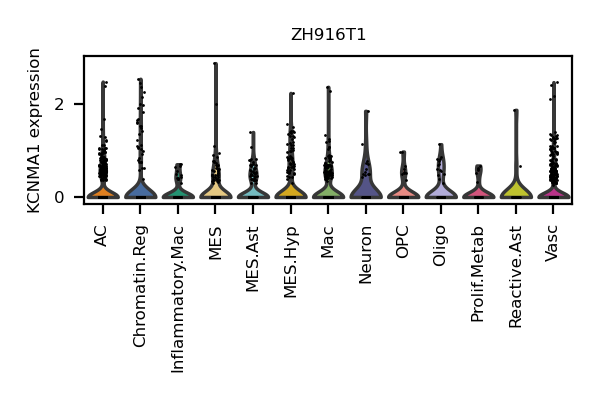 ZH916T1
KCNMA1 expression
2
0
AC
Chromatin.Reg
Inflammatory.Mac
MES
MES.Ast
MES.Hyp
Mac
Neuron
OPC
Oligo
Prolif.Metab
Reactive.Ast
Vasc